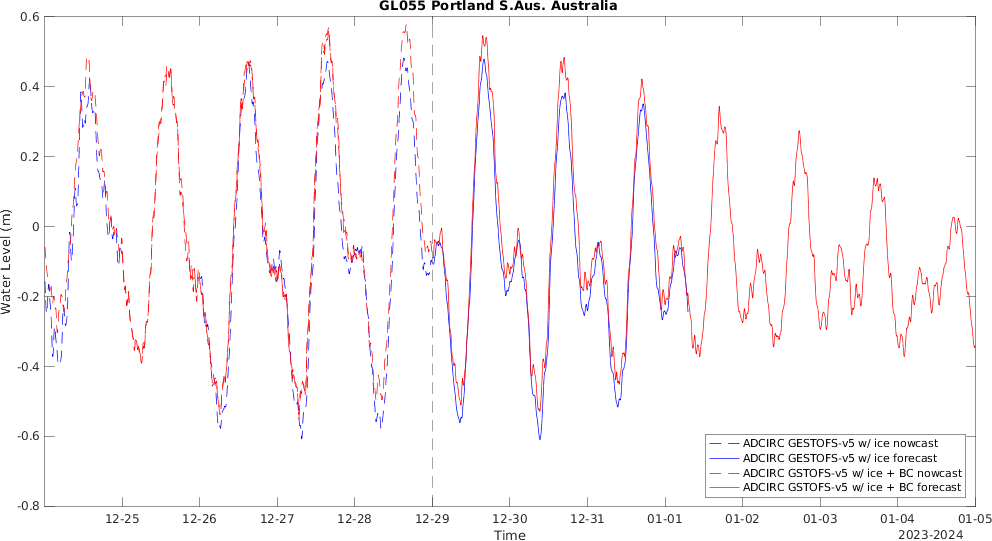 GL055 Portland S.Aus. Australia
0.6
0.4
0.2
0
-0.2
-0.4
-0.6
-0.8
Water Level (m)
12-25 12-26 12-27 12-28 12-29 12-30 12-31 01-01 01-02 01-03 01-04 01-05
Time
2023-2024
ADCIRC GESTOFS-v5 w/ ice nowcast
ADCIRC GESTOFS-v5 w/ ice forecast
ADCIRC GSTOFS-v5 w/ ice + BC nowcast
ADCIRC GSTOFS-v5 w/ ice + BC forecast